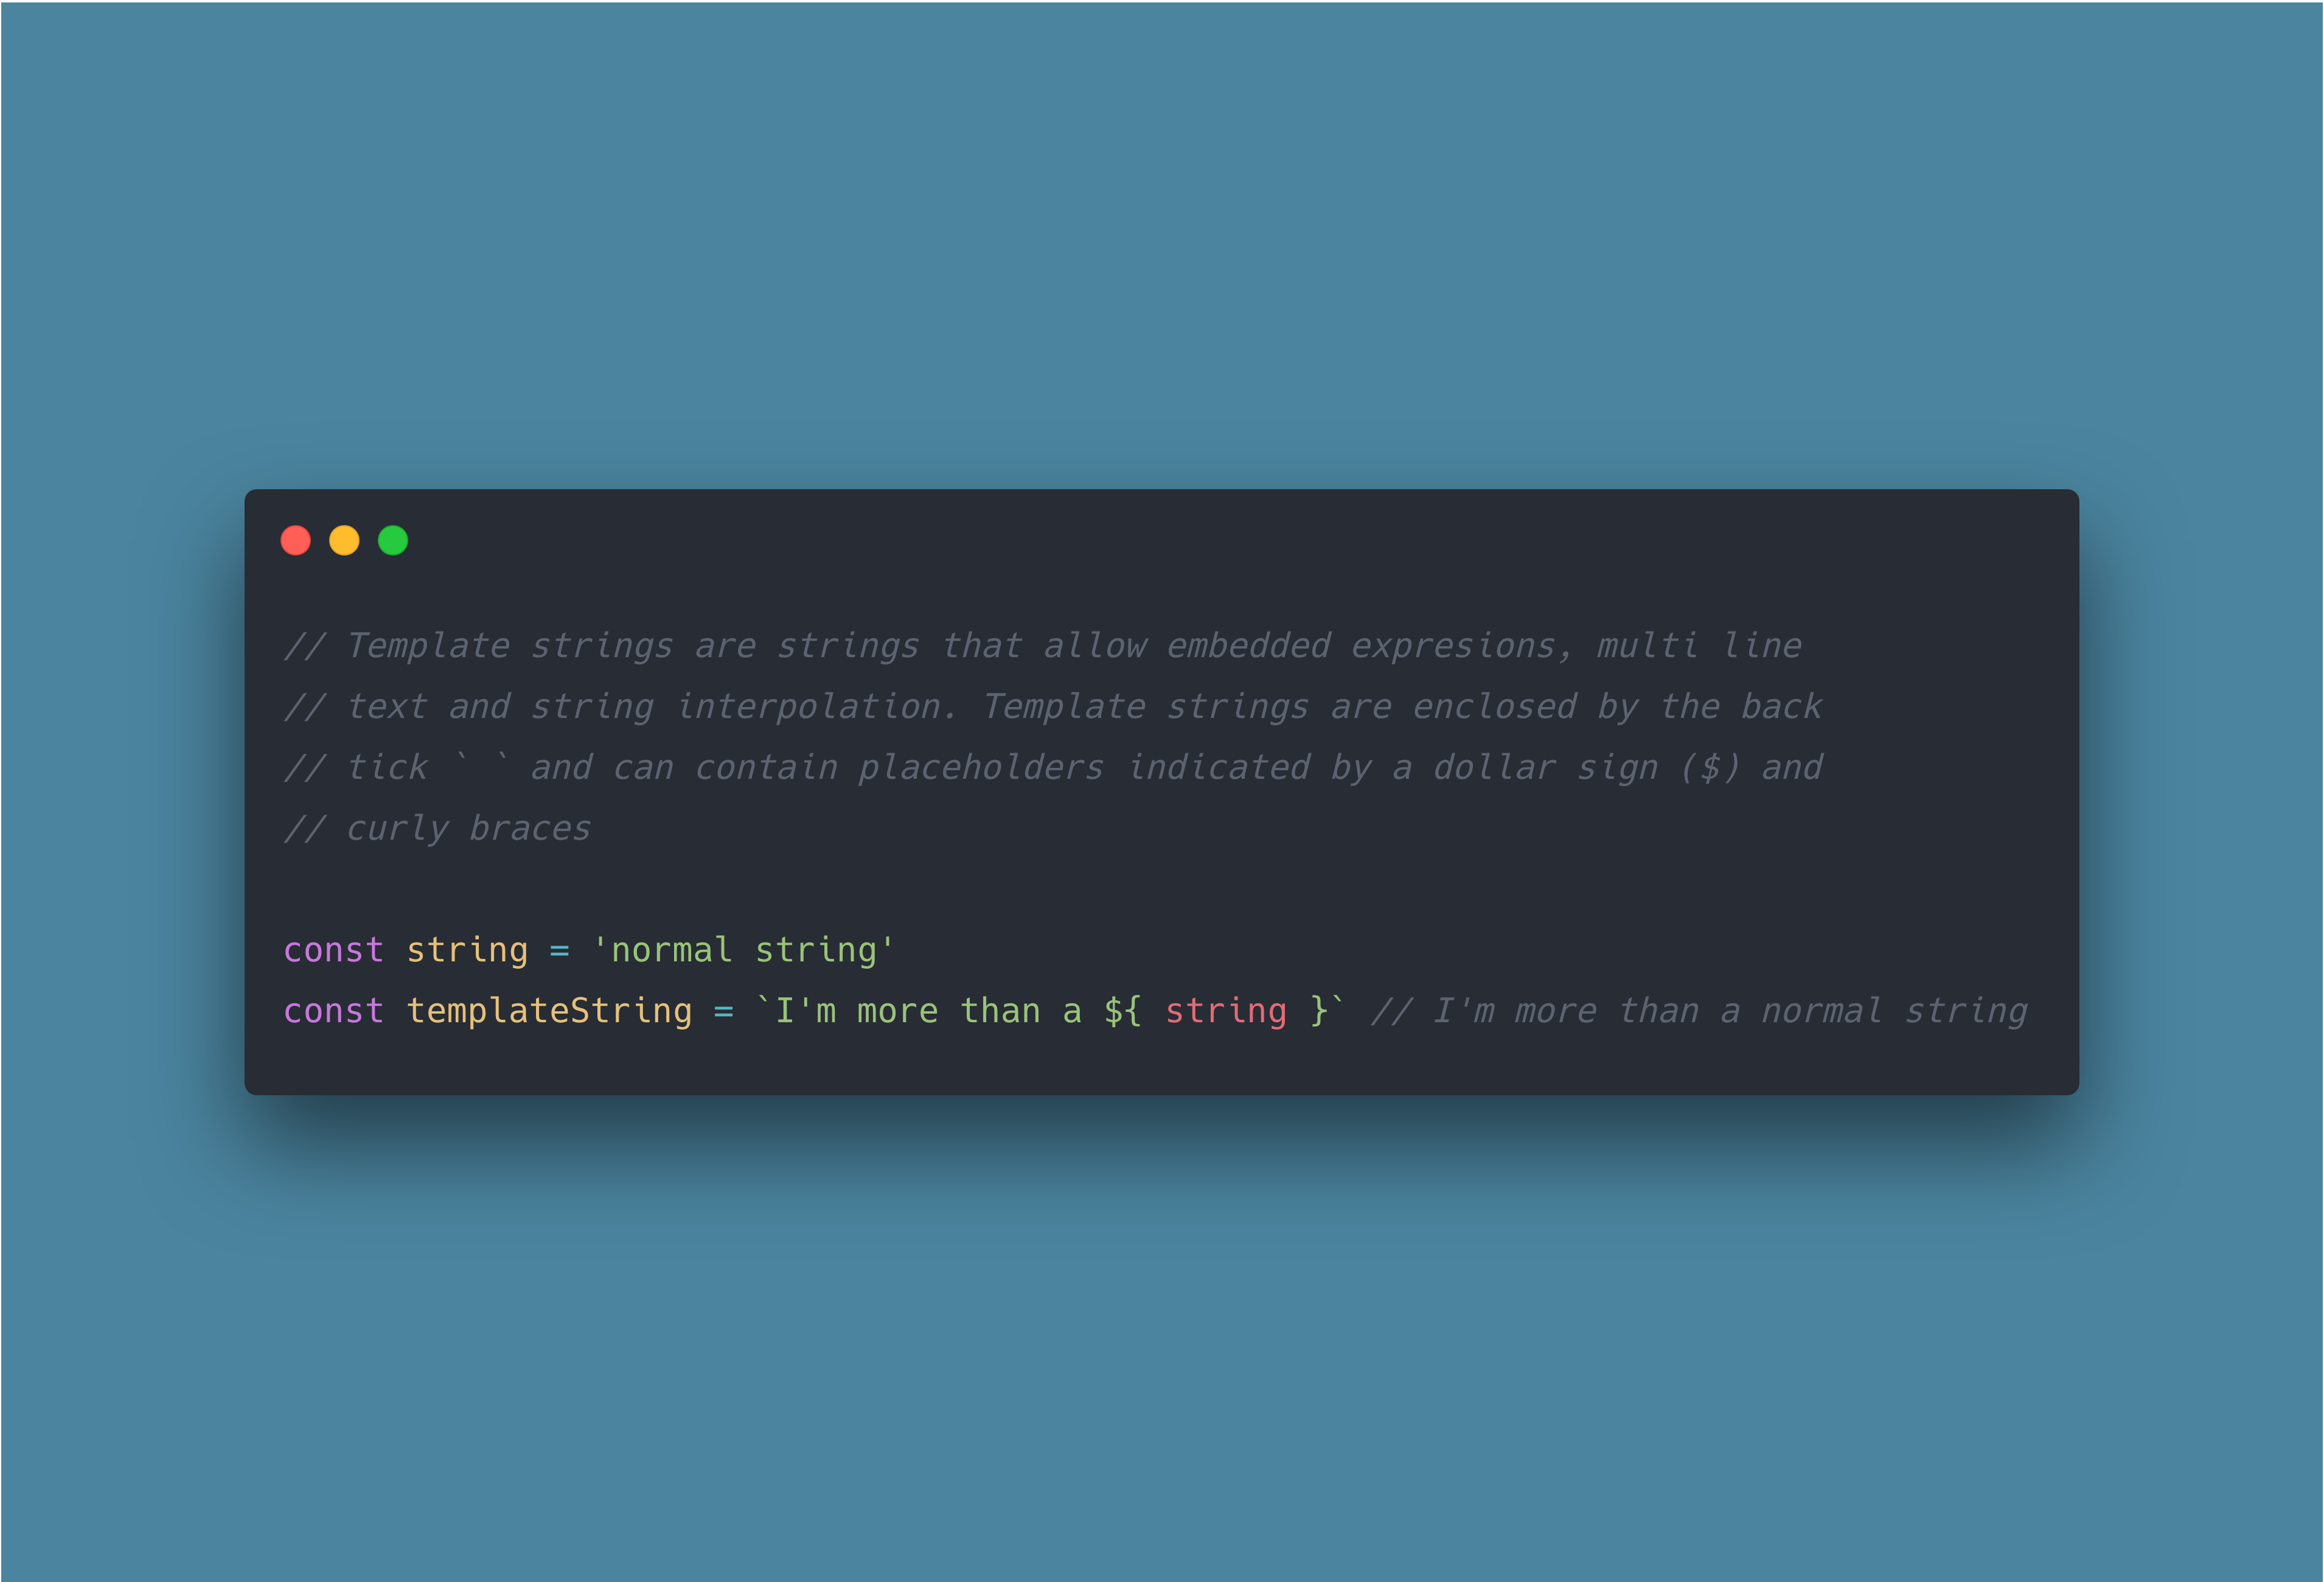 // Template strings are strings that allow embedded expresions, multi line
// text and string interpolation. Template strings are enclosed by the back
// tick ` ` and can contain placeholders indicated by a dollar sign ($) and
// curly braces
const string = 'normal string'
const templateString = `I'm more than a ${ string }` // I'm more than a normal string